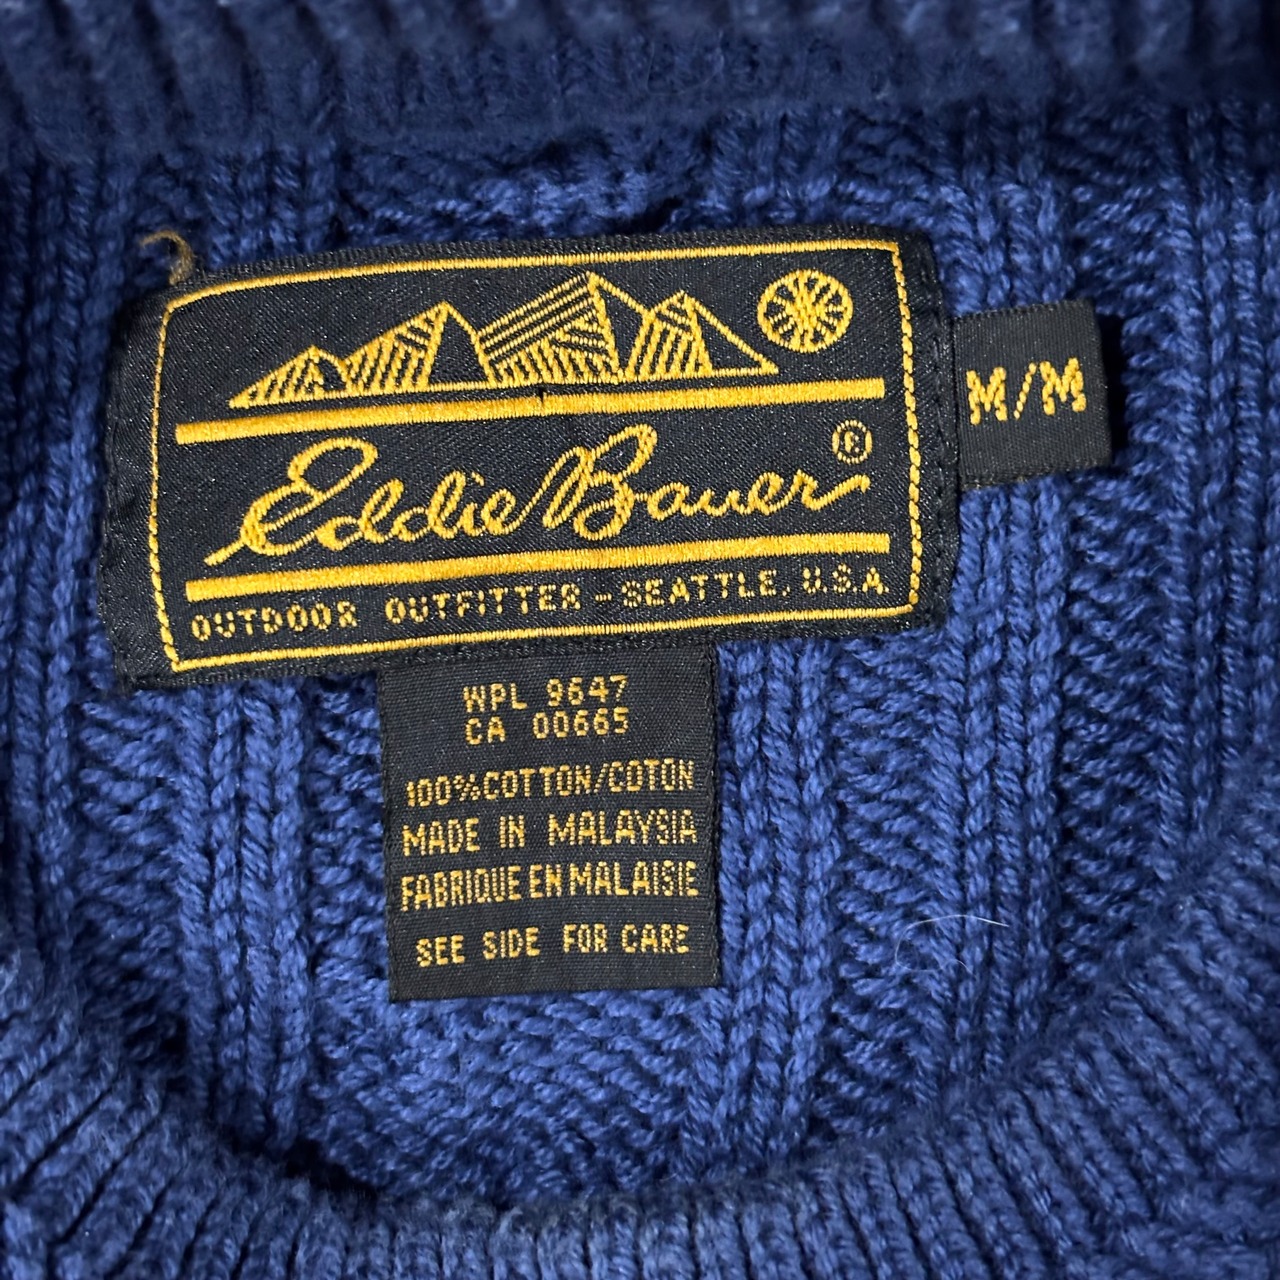 Eddie Bauer®
OUTDOOR OUTFITTER - SEATTLE, U.S.A
M/M
WPL 9647
CA 00665
100%COTTON/COTON
MADE IN MALAYSIA
FABRIQUE EN MALAISIE
SEE SIDE FOR CARE